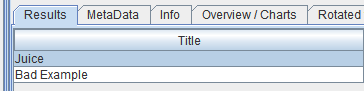 Results MetaData Info Overview / Charts Rotated
Title
Juice
Bad Example